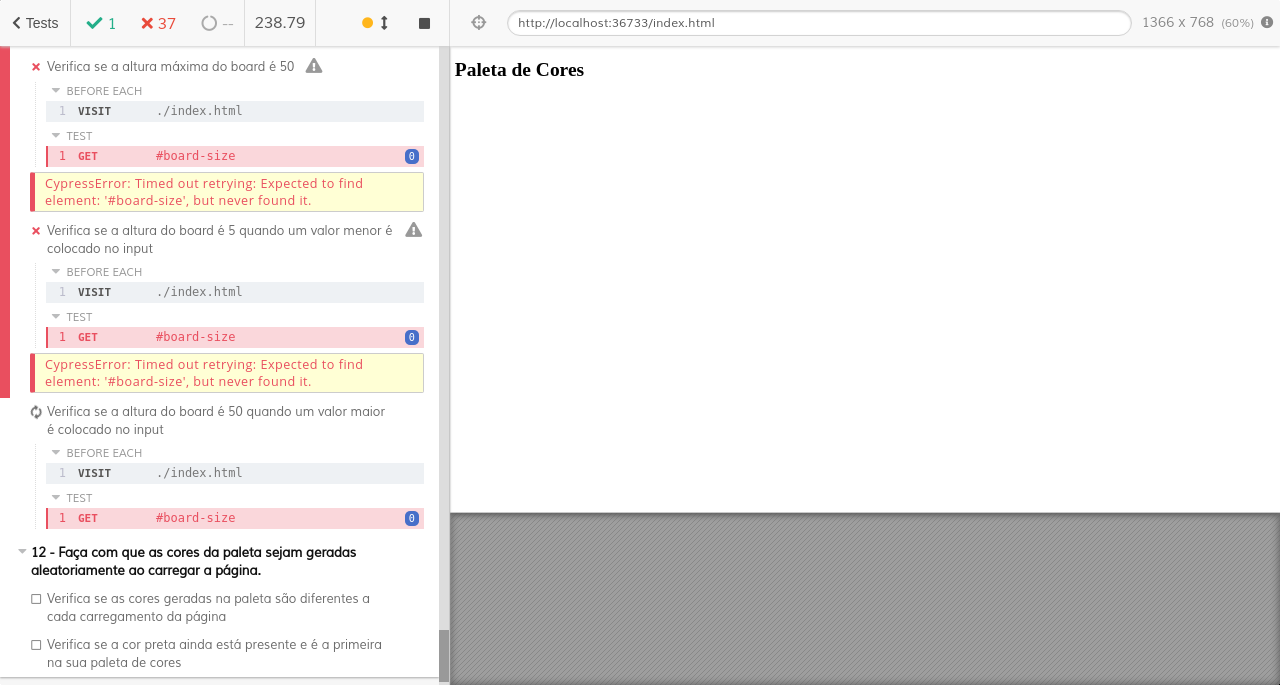 Tests 1 37 -- 238.79 http://localhost:36733/index.html 1366 x 768 (60%)
Verifica se a altura máxima do board é 50
BEFORE EACH
1 VISIT ./index.html
TEST
1 GET #board-size 0
CypressError: Timed out retrying: Expected to find
element: '#board-size', but never found it.
Verifica se a altura do board é 5 quando um valor menor é
colocado no input
BEFORE EACH
1 VISIT ./index.html
TEST
1 GET #board-size 0
CypressError: Timed out retrying: Expected to find
element: '#board-size', but never found it.
Verifica se a altura do board é 50 quando um valor maior
é colocado no input
BEFORE EACH
1 VISIT ./index.html
TEST
1 GET #board-size 0
12 - Faça com que as cores da paleta sejam geradas
aleatoriamente ao carregar a página.
Verifica se as cores geradas na paleta são diferentes a
cada carregamento da página
Verifica se a cor preta ainda está presente e é a primeira
na sua paleta de cores
Paleta de Cores